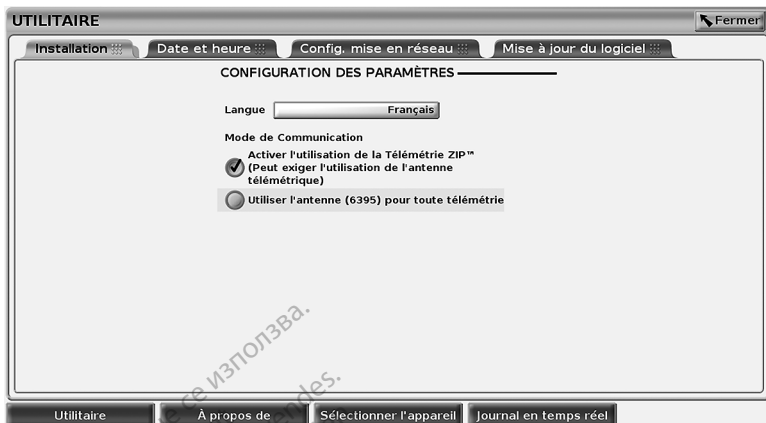 UTILITAIRE
Fermer
Installation
Date et heure
Config. mise en réseau
Mise à jour du logiciel
CONFIGURATION DES PARAMÈTRES
Langue
Français
Mode de Communication
Activer l'utilisation de la Télémétrie ZIP™
(Peut exiger l'utilisation de l'antenne
télémétrique)
Utiliser l'antenne (6395) pour toute télémétrie
се използва.
Utilitaire
À propos de
Sélectionner l'appareil
Journal en temps réel